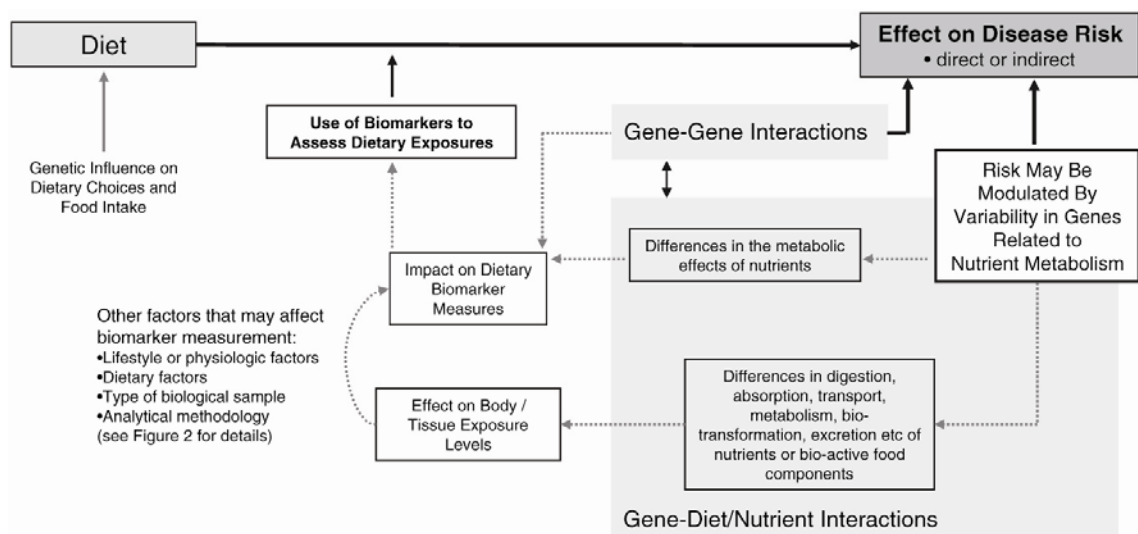 Diet
Effect on Disease Risk
• direct or indirect
Use of Biomarkers to
Assess Dietary Exposures
Gene-Gene Interactions
Genetic Influence on
Dietary Choices and
Food Intake
Risk May Be
Modulated By
Variability in Genes
Related to
Nutrient Metabolism
Differences in the metabolic
effects of nutrients
Impact on Dietary
Biomarker
Measures
Other factors that may affect
biomarker measurement:
•Lifestyle or physiologic factors
•Dietary factors
•Type of biological sample
•Analytical methodology
(see Figure 2 for details)
Effect on Body /
Tissue Exposure
Levels
Differences in digestion,
absorption, transport,
metabolism, bio-
transformation, excretion etc of
nutrients or bio-active food
components
Gene-Diet/Nutrient Interactions